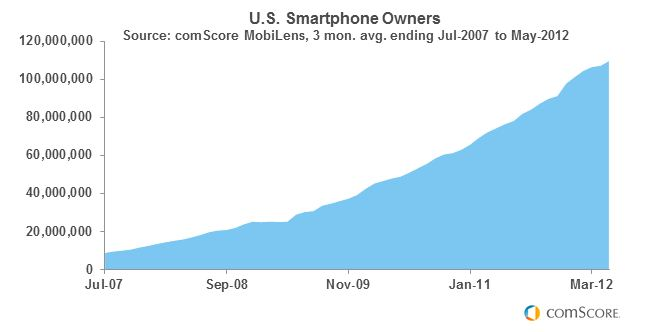 U.S. Smartphone Owners
Source: comScore MobiLens, 3 mon. avg. ending Jul-2007 to May-2012
120,000,000
100,000,000
80,000,000
60,000,000
40,000,000
20,000,000
0
Jul-07 Sep-08 Nov-09 Jan-11 Mar-12
comScore.